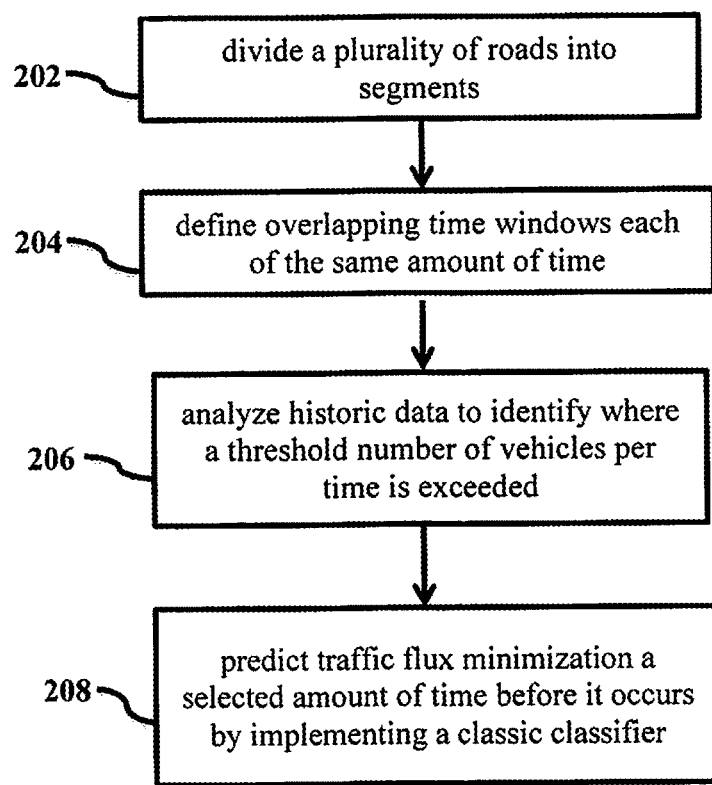 202
divide a plurality of roads into
segments
204
define overlapping time windows each
of the same amount of time
206
analyze historic data to identify where
a threshold number of vehicles per
time is exceeded
208
predict traffic flux minimization a
selected amount of time before it occurs
by implementing a classic classifier